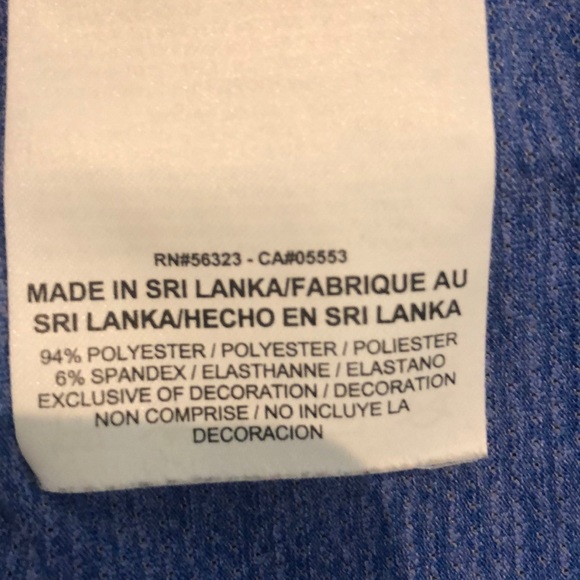 RN#56323 - CA#05553
MADE IN SRI LANKA/FABRIQUE AU
SRI LANKA/HECHO EN SRI LANKA
94% POLYESTER / POLYESTER / POLIESTER
6% SPANDEX / ELASTHANNE / ELASTANO
EXCLUSIVE OF DECORATION / DECORATION
NON COMPRISE / NO INCLUYE LA
DECORACION